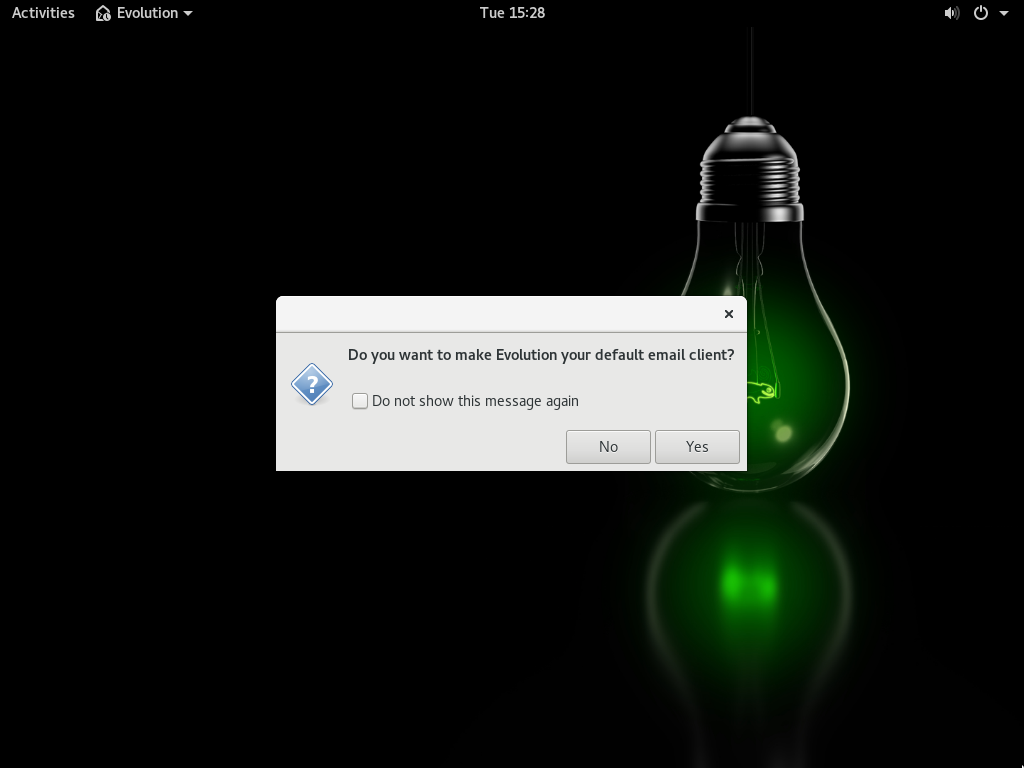 Activities Evolution Tue 15:28
Do you want to make Evolution your default email client?
Do not show this message again
No Yes